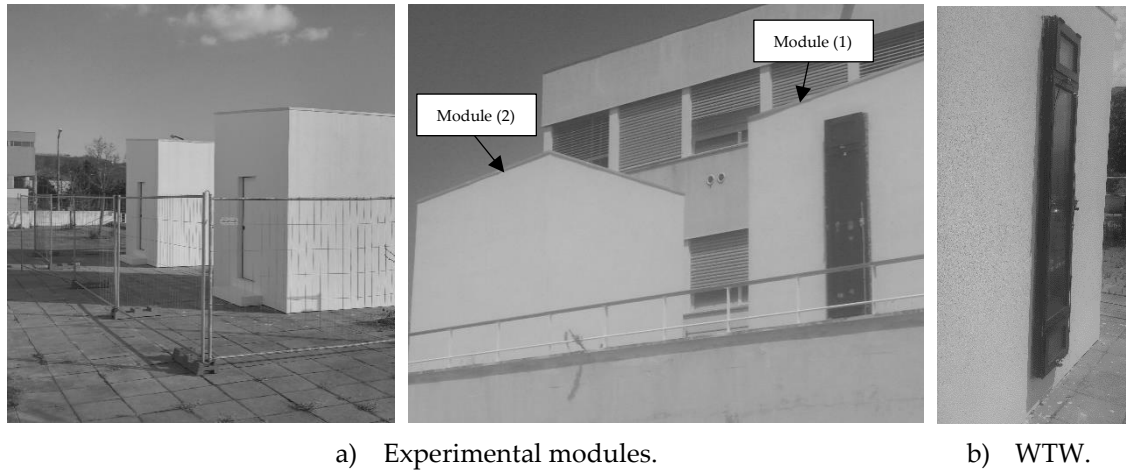 Module (1)
Module (2)
a) Experimental modules.
b) WTW.